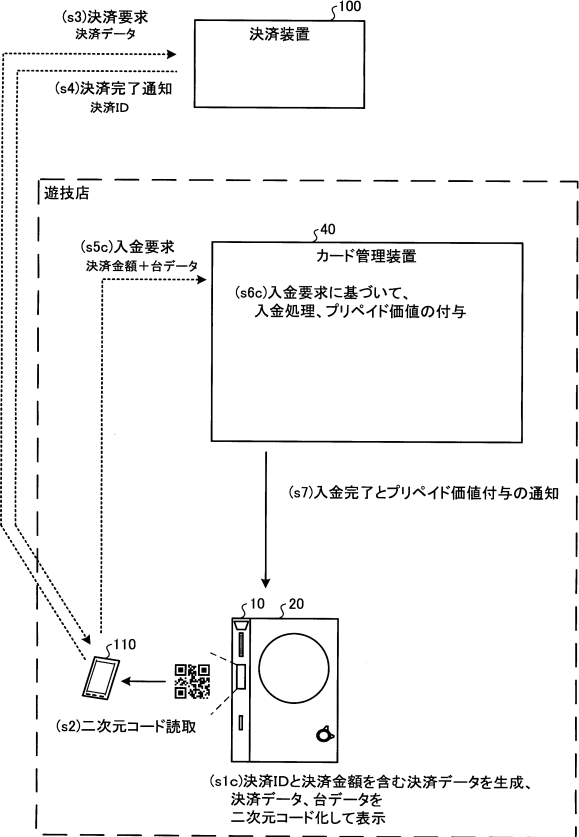 (s3)決済要求
決済データ
100
決済装置
(s4)決済完了通知
決済ID
遊技店
(s5c)入金要求
決済金額＋台データ
40
カード管理装置
(s6c)入金要求に基づいて、
入金処理、プリペイド価値の付与
(s7)入金完了とプリペイド価値付与の通知
10
20
110
(s2)二次元コード読取
(s1c)決済IDと決済金額を含む決済データを生成、
決済データ、台データを
二次元コード化して表示